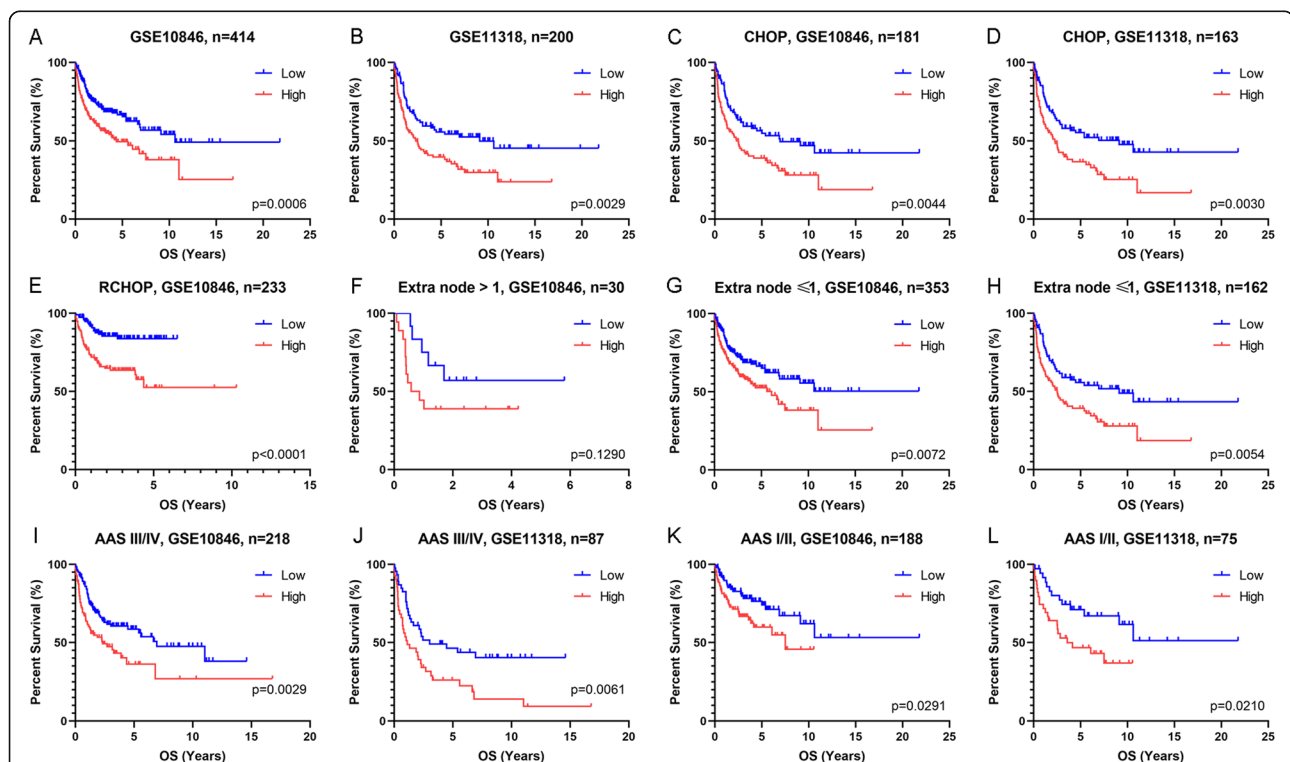 A GSE10846, n=414
Percent Survival (%)
100
50
0
Low
High
p=0.0006
0 5 10 15 20 25
OS (Years)
B GSE11318, n=200
Percent Survival (%)
100
50
0
Low
High
p=0.0029
0 5 10 15 20 25
OS (Years)
C CHOP, GSE10846, n=181
Percent Survival (%)
100
50
0
Low
High
p=0.0044
0 5 10 15 20 25
OS (Years)
D CHOP, GSE11318, n=163
Percent Survival (%)
100
50
0
Low
High
p=0.0030
0 5 10 15 20 25
OS (Years)
E RCHOP, GSE10846, n=233
Percent Survival (%)
100
50
0
Low
High
p<0.0001
0 5 10 15
OS (Years)
F Extra node > 1, GSE10846, n=30
Percent Survival (%)
100
50
0
Low
High
p=0.1290
0 2 4 6 8
OS (Years)
G Extra node ⩽1, GSE10846, n=353
Percent Survival (%)
100
50
0
Low
High
p=0.0072
0 5 10 15 20 25
OS (Years)
H Extra node ⩽1, GSE11318, n=162
Percent Survival (%)
100
50
0
Low
High
p=0.0054
0 5 10 15 20 25
OS (Years)
I AAS III/IV, GSE10846, n=218
Percent Survival (%)
100
50
0
Low
High
p=0.0029
0 5 10 15 20
OS (Years)
J AAS III/IV, GSE11318, n=87
Percent Survival (%)
100
50
0
Low
High
p=0.0061
0 5 10 15 20
OS (Years)
K AAS I/II, GSE10846, n=188
Percent Survival (%)
100
50
0
Low
High
p=0.0291
0 5 10 15 20 25
OS (Years)
L AAS I/II, GSE11318, n=75
Percent Survival (%)
100
50
0
Low
High
p=0.0210
0 5 10 15 20 25
OS (Years)